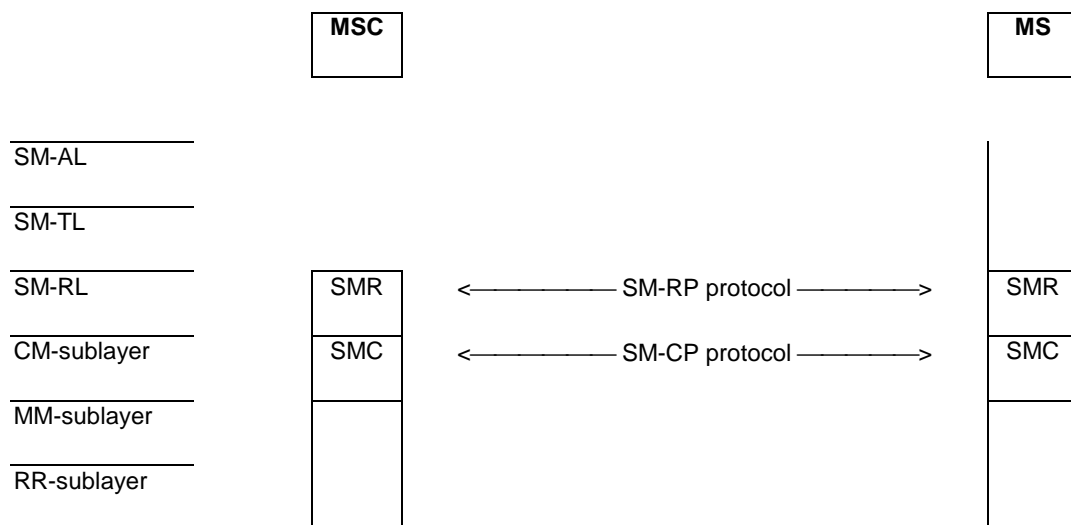 MSC MS
SM-AL
SM-TL
SM-RL SMR <—————— SM-RP protocol ——————> SMR
CM-sublayer SMC <—————— SM-CP protocol ——————> SMC
MM-sublayer
RR-sublayer